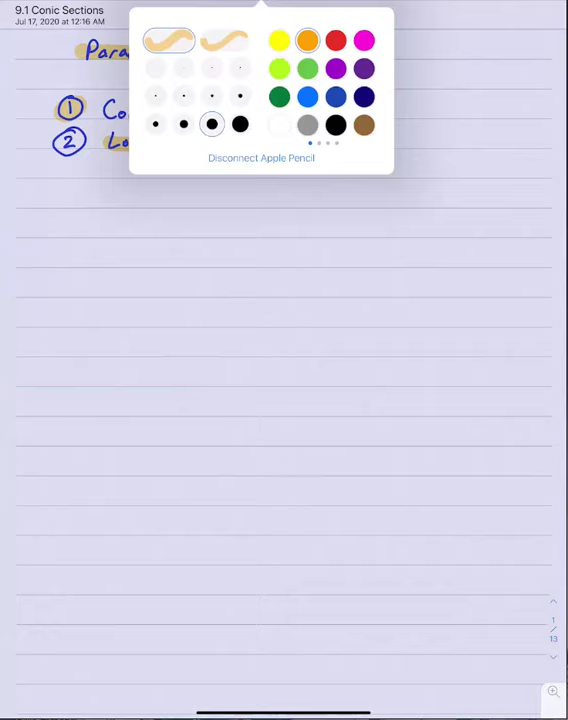 9.1 Conic Sections
Jul 17, 2020 at 12:16 AM
Para
1 Co
2 Lo
Disconnect Apple Pencil
1
/
13